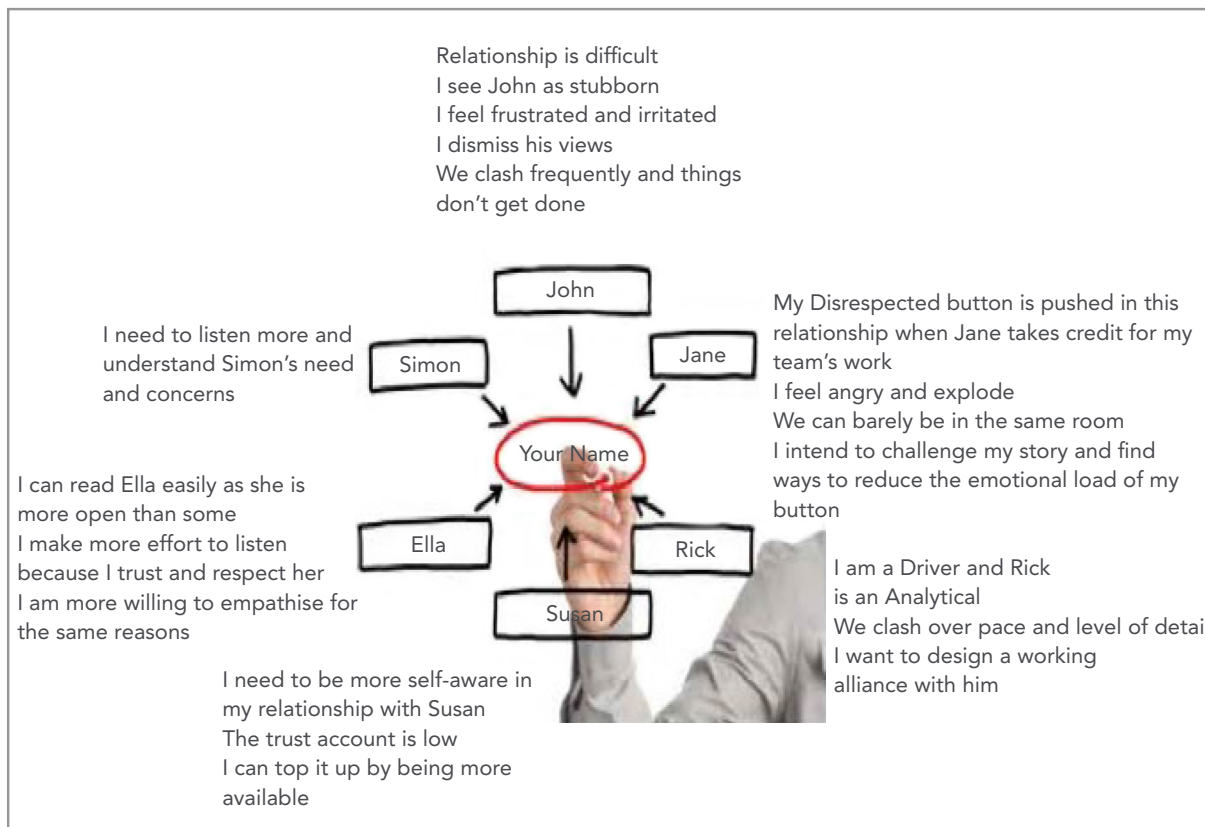 Relationship is difficult
I see John as stubborn
I feel frustrated and irritated
I dismiss his views
We clash frequently and things
don't get done
John
I need to listen more and
understand Simon's need
and concerns
Simon
Jane
My Disrespected button is pushed in this
relationship when Jane takes credit for my
team's work
I feel angry and explode
We can barely be in the same room
I intend to challenge my story and find
ways to reduce the emotional load of my
button
Your Name
I can read Ella easily as she is
more open than some
I make more effort to listen
because I trust and respect her
I am more willing to empathise for
the same reasons
Ella
Rick
I am a Driver and Rick
is an Analytical
We clash over pace and level of detai
I want to design a working
alliance with him
Susan
I need to be more self-aware in
my relationship with Susan
The trust account is low
I can top it up by being more
available